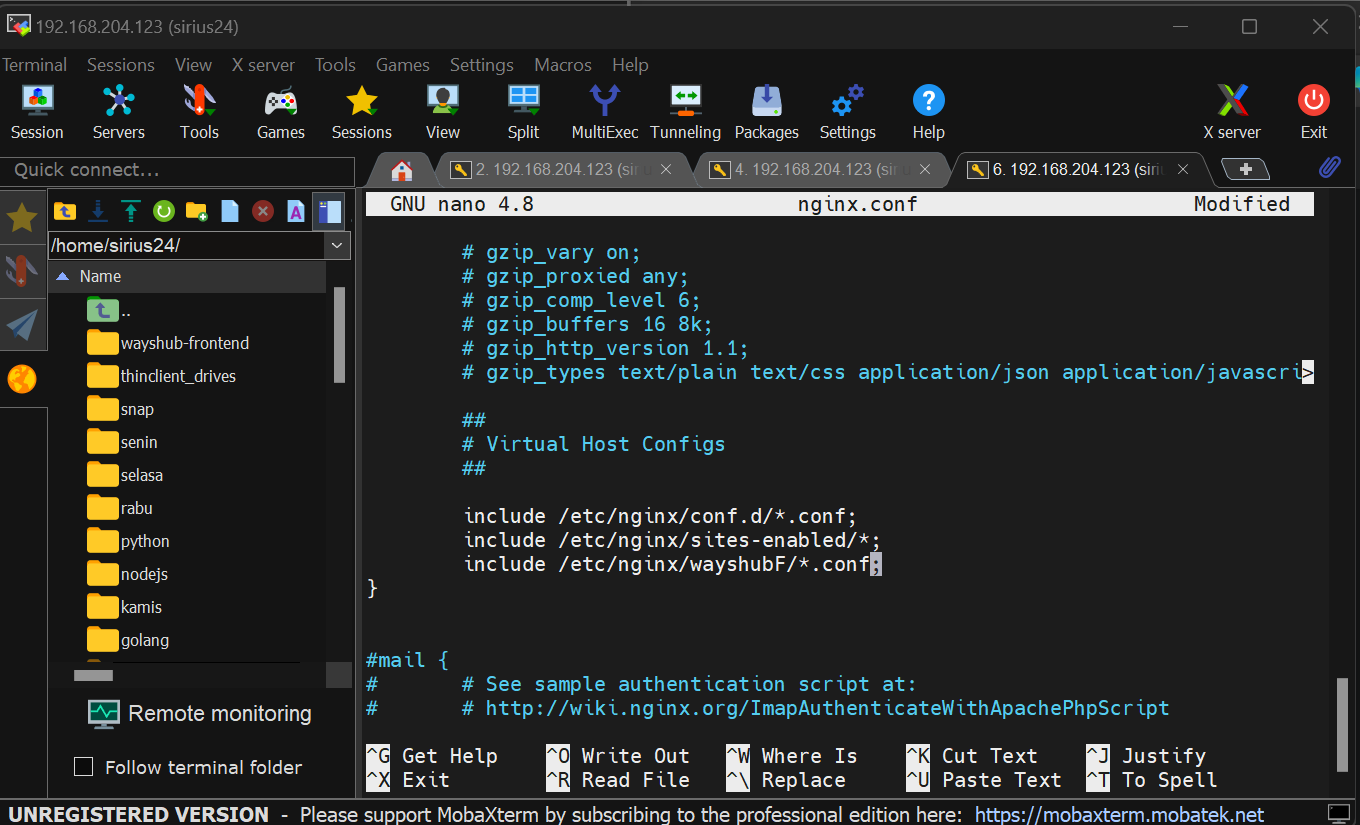 192.168.204.123 (sirius24)
Terminal Sessions View X server Tools Games Settings Macros Help
Session Servers Tools Games Sessions View Split MultiExec Tunneling Packages Settings Help X server Exit
Quick connect...
2. 192.168.204.123 (siri
4. 192.168.204.123 (siri
6. 192.168.204.123 (siri
/home/sirius24/
Name
..
wayshub-frontend
thinclient_drives
snap
senin
selasa
rabu
python
nodejs
kamis
golang
Remote monitoring
Follow terminal folder
GNU nano 4.8 nginx.conf Modified
# gzip_vary on;
# gzip_proxied any;
# gzip_comp_level 6;
# gzip_buffers 16 8k;
# gzip_http_version 1.1;
# gzip_types text/plain text/css application/json application/javascri>
##
# Virtual Host Configs
##
include /etc/nginx/conf.d/*.conf;
include /etc/nginx/sites-enabled/*;
include /etc/nginx/wayshubF/*.conf;
}
#mail {
# # See sample authentication script at:
# # http://wiki.nginx.org/ImapAuthenticateWithApachePhpScript
^G Get Help ^O Write Out ^W Where Is ^K Cut Text ^J Justify
^X Exit ^R Read File ^\ Replace ^U Paste Text ^T To Spell
UNREGISTERED VERSION - Please support MobaXterm by subscribing to the professional edition here: https://mobaxterm.mobatek.net